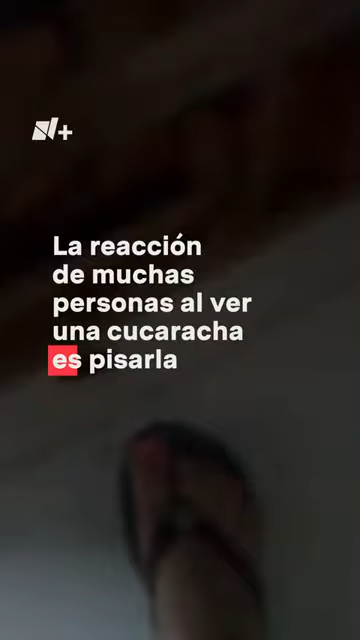 N+
La reacción
de muchas
personas al ver
una cucaracha
es pisarla